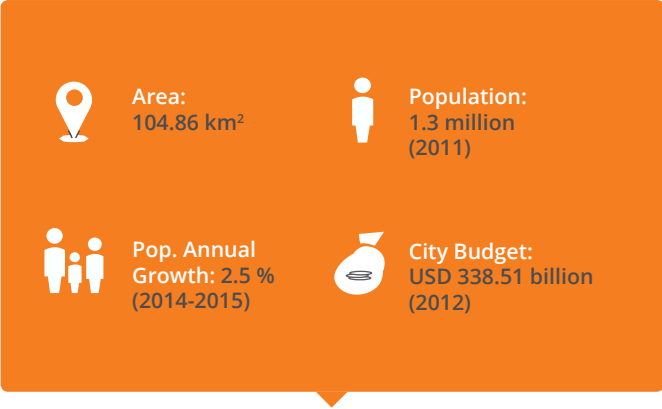 Area:
104.86 km²
Population:
1.3 million
(2011)
Pop. Annual
Growth: 2.5 %
(2014-2015)
City Budget:
USD 338.51 billion
(2012)